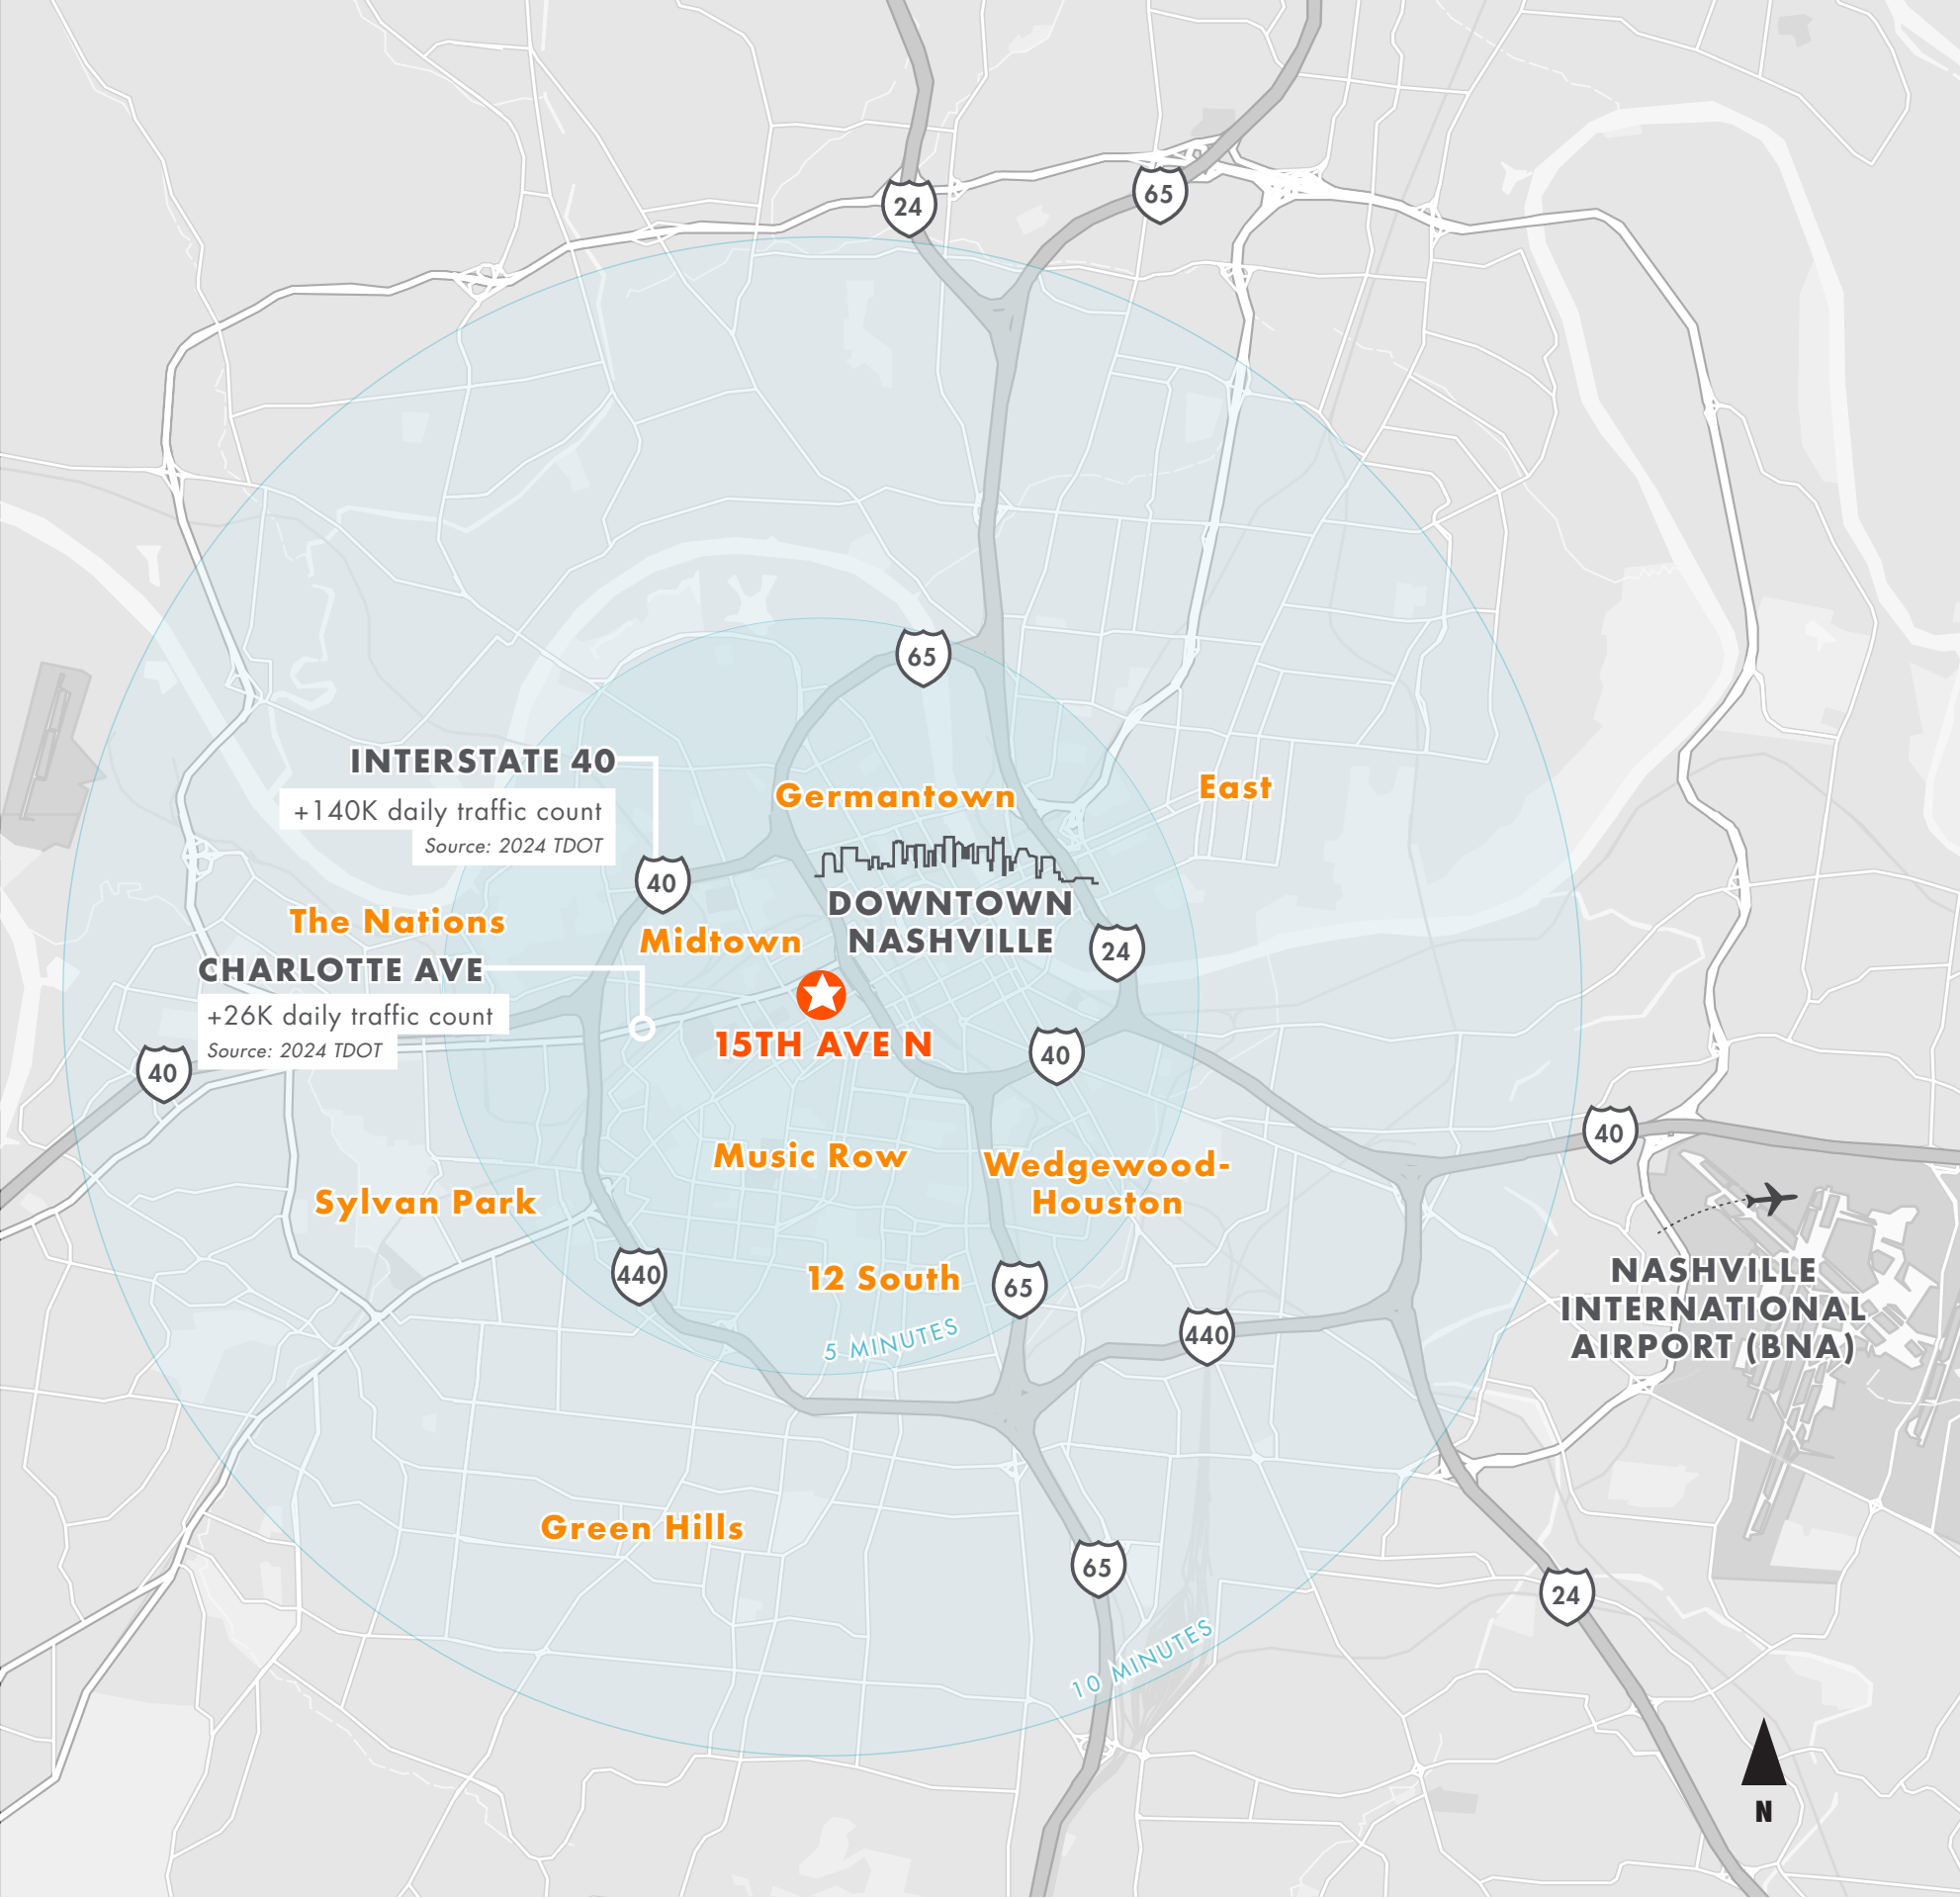 24
65
65
INTERSTATE 40
+140K daily traffic count
Source: 2024 TDOT
Germantown
East
40
DOWNTOWN
NASHVILLE
The Nations
Midtown
24
CHARLOTTE AVE
+26K daily traffic count
Source: 2024 TDOT
15TH AVE N
40
40
40
Music Row
Wedgewood-
Houston
Sylvan Park
440
12 South
65
5 MINUTES
440
NASHVILLE
INTERNATIONAL
AIRPORT (BNA)
Green Hills
65
24
10 MINUTES
N